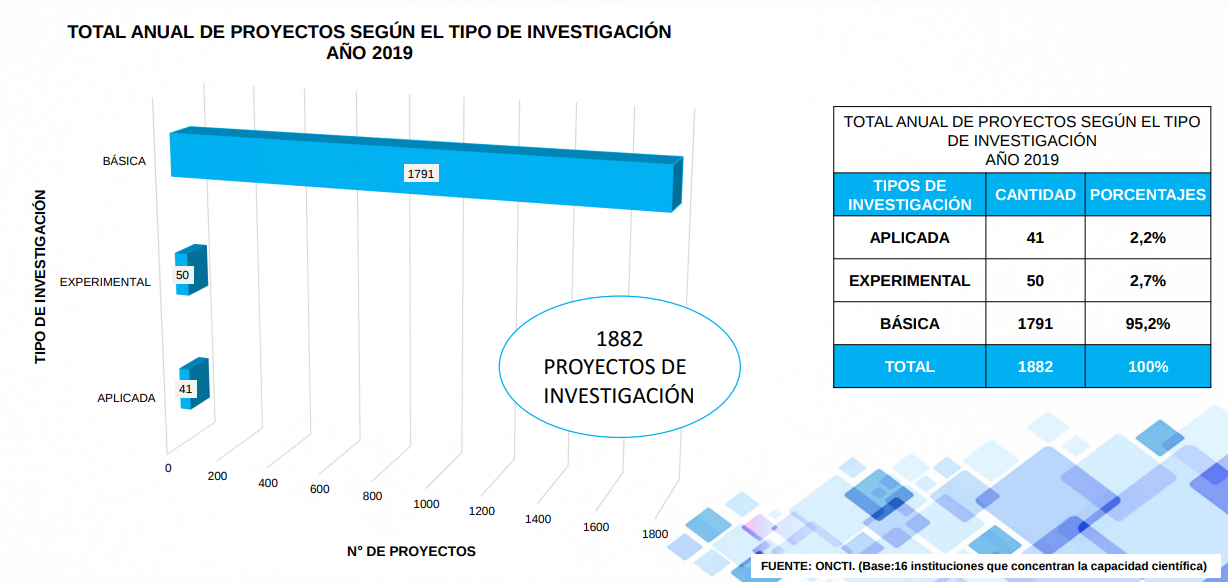 TOTAL ANUAL DE PROYECTOS SEGÚN EL TIPO DE INVESTIGACIÓN
AÑO 2019
TIPO DE INVESTIGACIÓN
BÁSICA
1791
EXPERIMENTAL
50
APLICADA
41
0
200
400
600
800
1000
1200
1400
1600
1800
N° DE PROYECTOS
1882
PROYECTOS DE
INVESTIGACIÓN
TOTAL ANUAL DE PROYECTOS SEGÚN EL TIPO
DE INVESTIGACIÓN
AÑO 2019
TIPOS DE
INVESTIGACIÓN
CANTIDAD
PORCENTAJES
APLICADA 41 2,2%
EXPERIMENTAL 50 2,7%
BÁSICA 1791 95,2%
TOTAL 1882 100%
FUENTE: ONCTI. (Base:16 instituciones que concentran la capacidad científica)